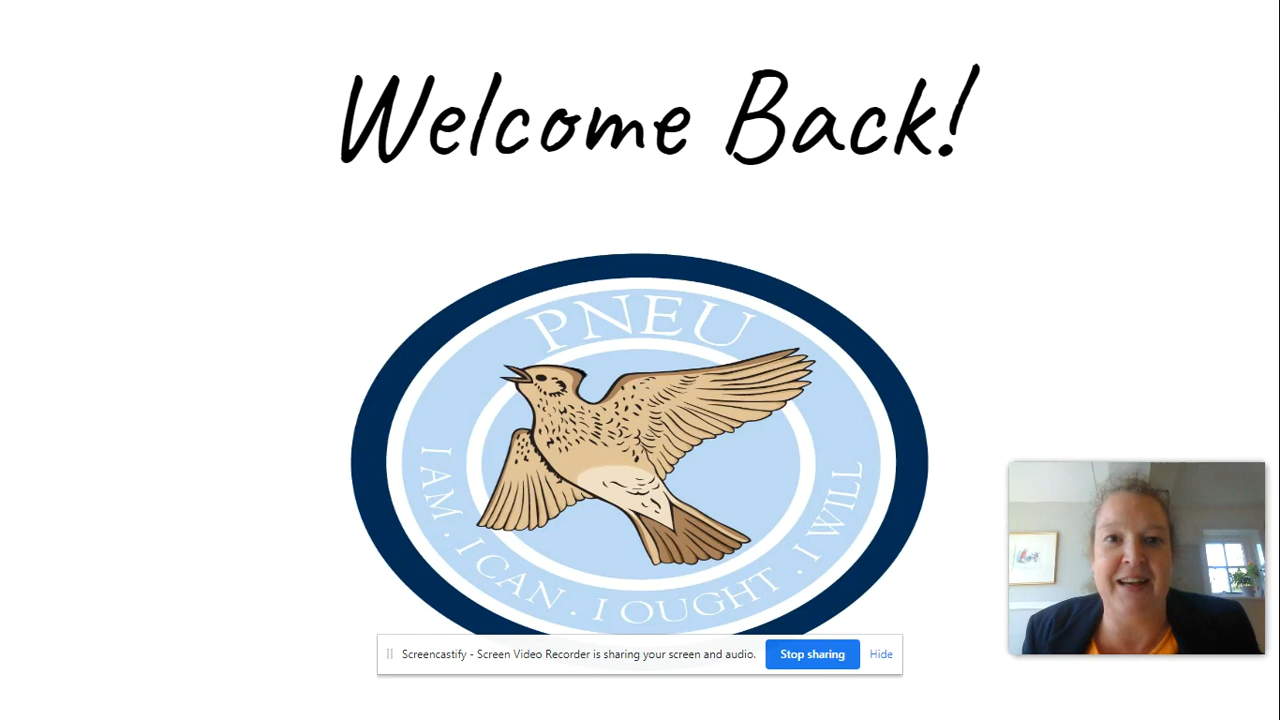 Welcome Back!
PNEU
I AM . I CAN . I OUGHT . I WILL
Screencastify - Screen Video Recorder is sharing your screen and audio.
Stop sharing
Hide